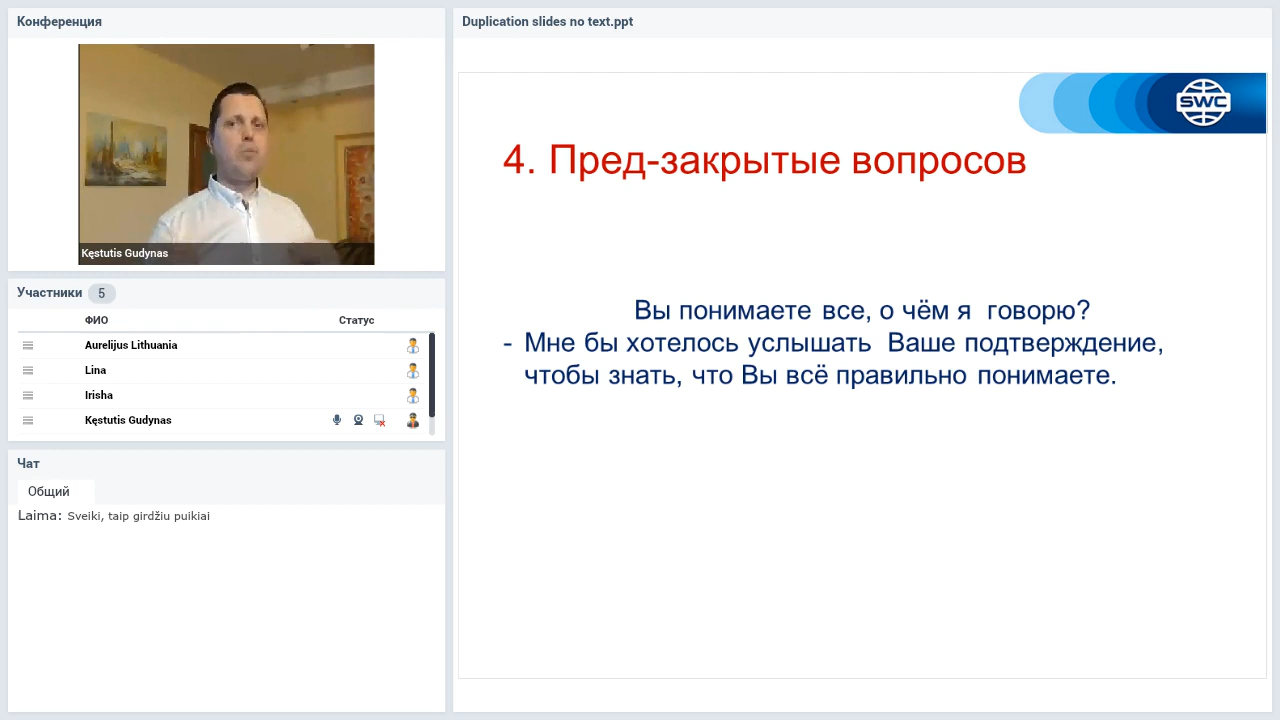 Конференция
Kęstutis Gudynas
Участники 5
ФИО Статус
Aurelijus Lithuania
Lina
Irisha
Kęstutis Gudynas
Чат
Общий
Laima: Sveiki, taip girdžiu puikiai
Duplication slides no text.ppt
SWC
4. Пред-закрытые вопросов
Вы понимаете все, о чём я говорю?
- Мне бы хотелось услышать Ваше подтверждение,
чтобы знать, что Вы всё правильно понимаете.